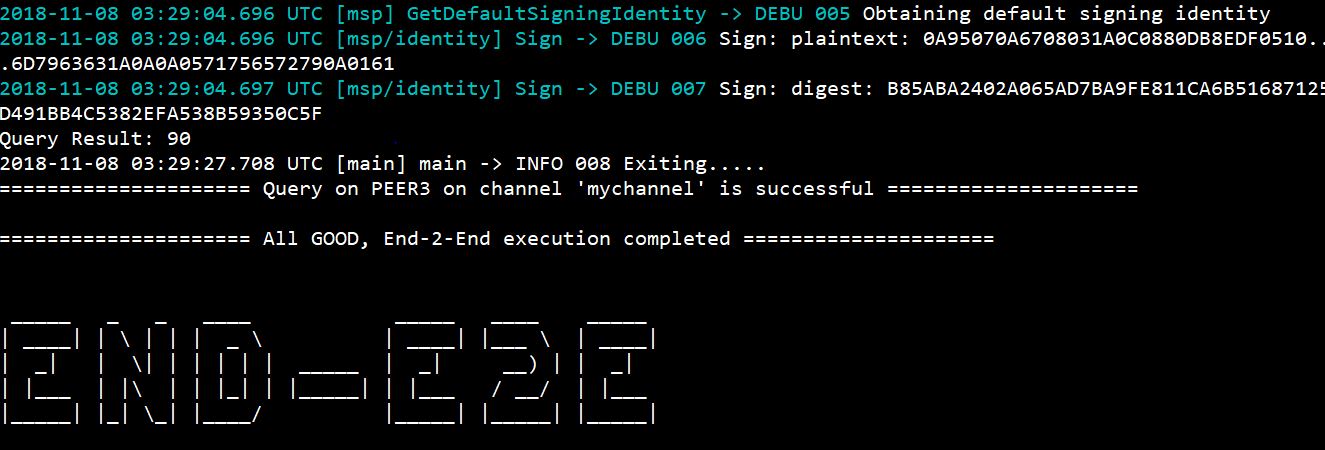 2018-11-08 03:29:04.696 UTC [msp] GetDefaultSigningIdentity -> DEBU 005 Obtaining default signing identity
2018-11-08 03:29:04.696 UTC [msp/identity] Sign -> DEBU 006 Sign: plaintext: 0A95070A6708031A0C0880DB8EDF0510..
.6D7963631A0A0A0571756572790A0161
2018-11-08 03:29:04.697 UTC [msp/identity] Sign -> DEBU 007 Sign: digest: B85ABA2402A065AD7BA9FE811CA6B51687125
D491BB4C5382EFA538B59350C5F
Query Result: 90
2018-11-08 03:29:27.708 UTC [main] main -> INFO 008 Exiting.....
===================== Query on PEER3 on channel 'mychannel' is successful =====================
===================== All GOOD, End-2-End execution completed =====================
END-E2E